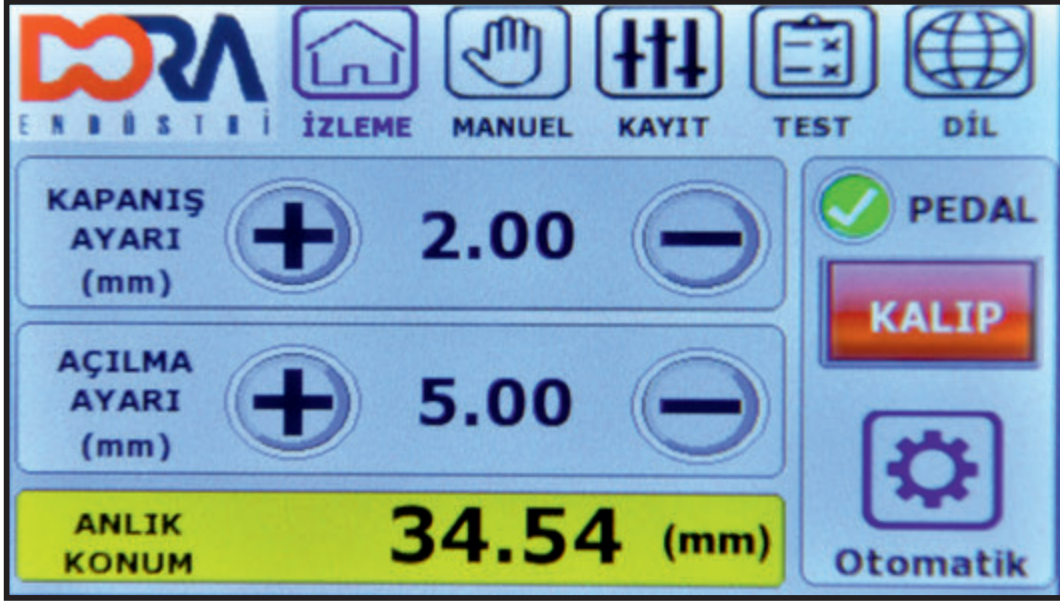 DORA
ENDÜSTRİ
İZLEME
MANUEL
KAYIT
TEST
DİL
KAPANIŞ
AYARI
(mm)
2.00
PEDAL
KALIP
AÇILMA
AYARI
(mm)
5.00
ANLIK
KONUM
34.54 (mm)
Otomatik